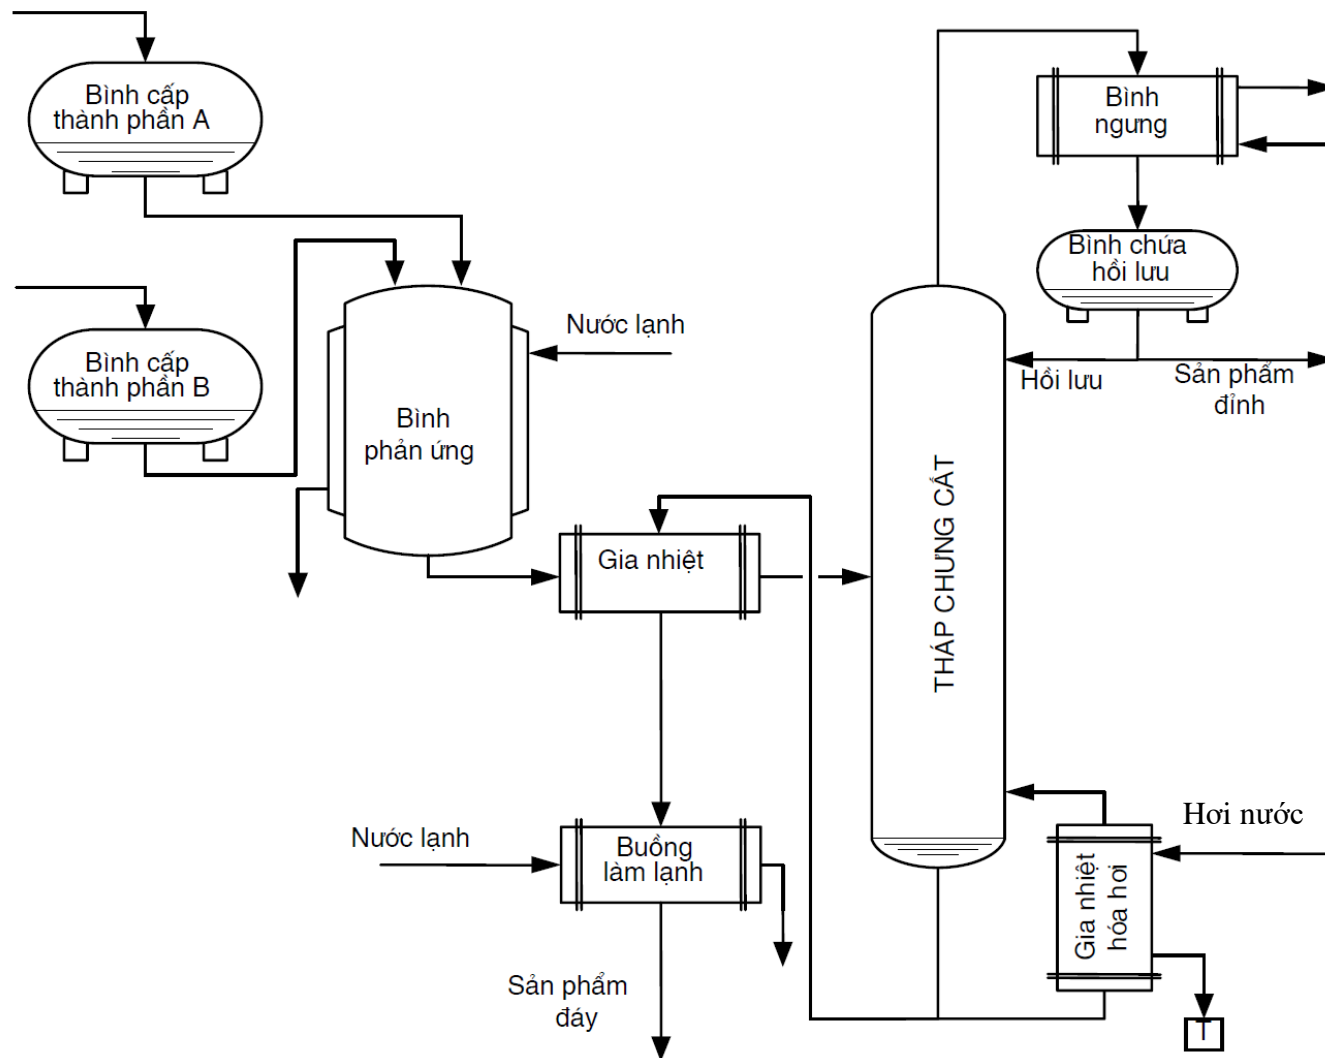 Bình cấp
thành phần A
Bình
ngưng
Bình chứa
hồi lưu
Nước lạnh
Bình cấp
thành phần B
Hồi lưu
Sản phẩm
đỉnh
Bình
phản ứng
THÁP CHƯNG CẤT
Gia nhiệt
Hơi nước
Nước lạnh
Buồng
làm lạnh
Gia nhiệt
hóa hơi
Sản phẩm
đáy
T